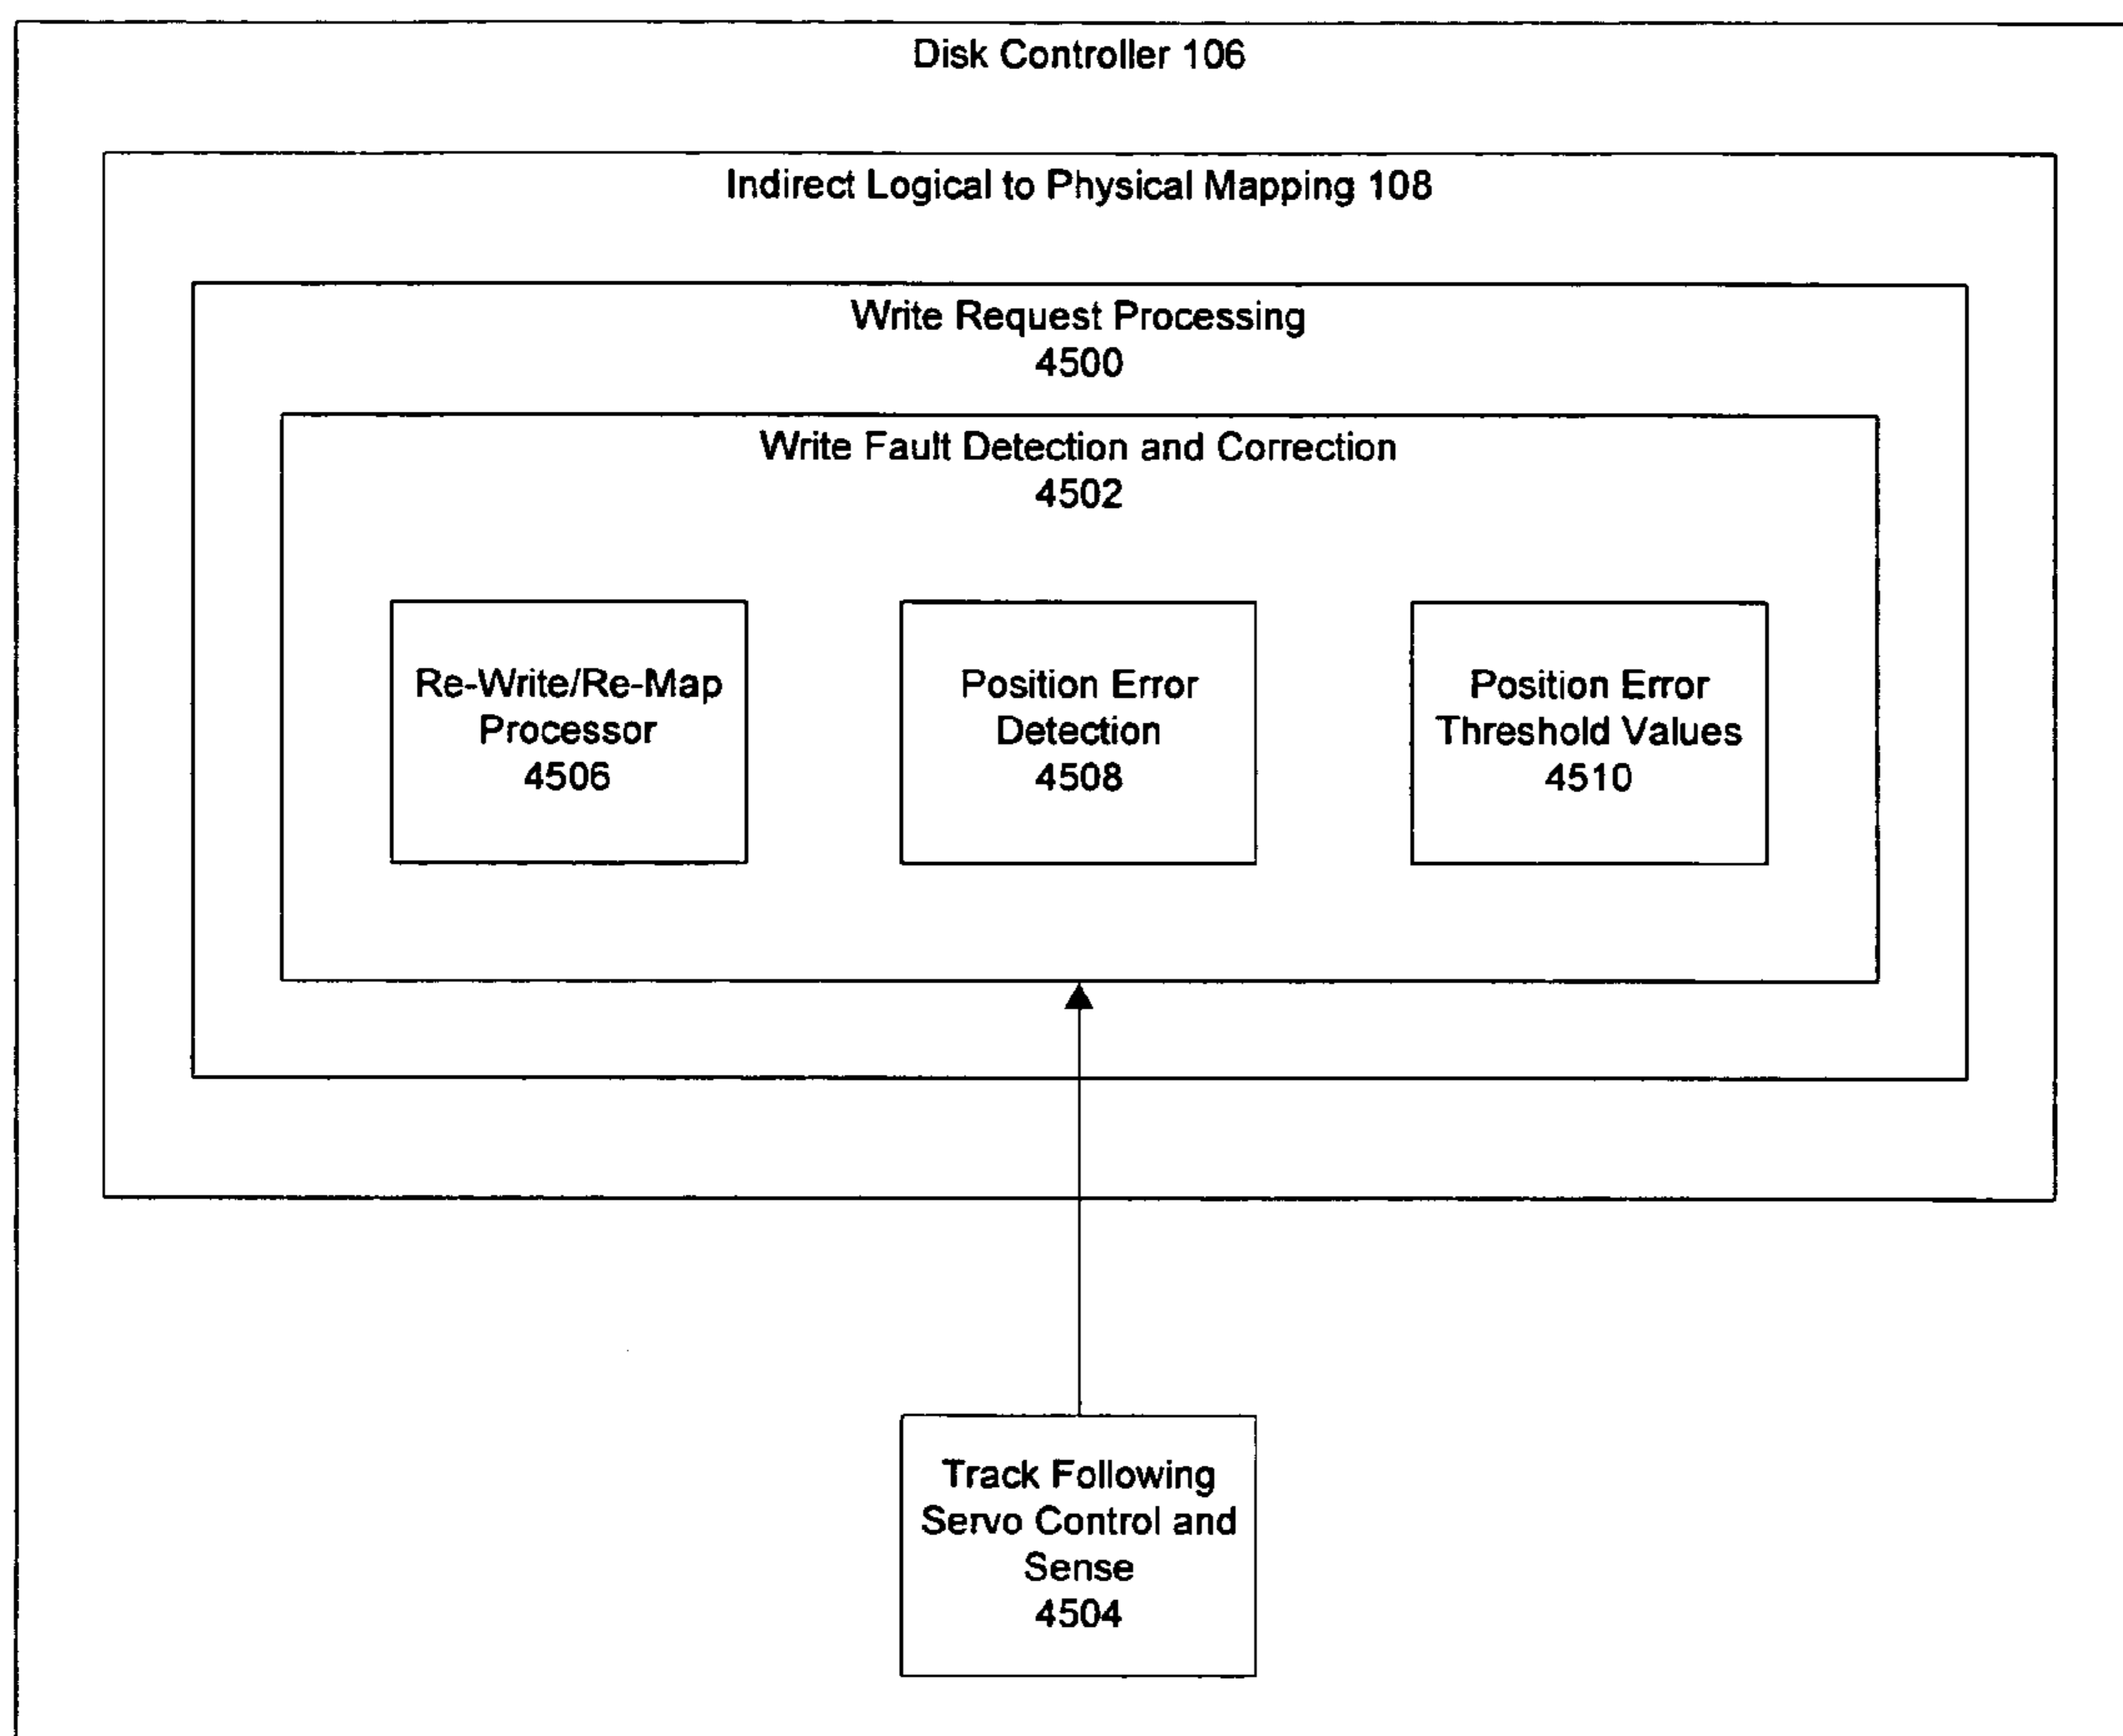 Disk Controller 106
Indirect Logical to Physical Mapping 108
Write Request Processing
4500
Write Fault Detection and Correction
4502
Re-Write/Re-Map
Processor
4506
Position Error
Detection
4508
Position Error
Threshold Values
4510
Track Following
Servo Control and
Sense
4504